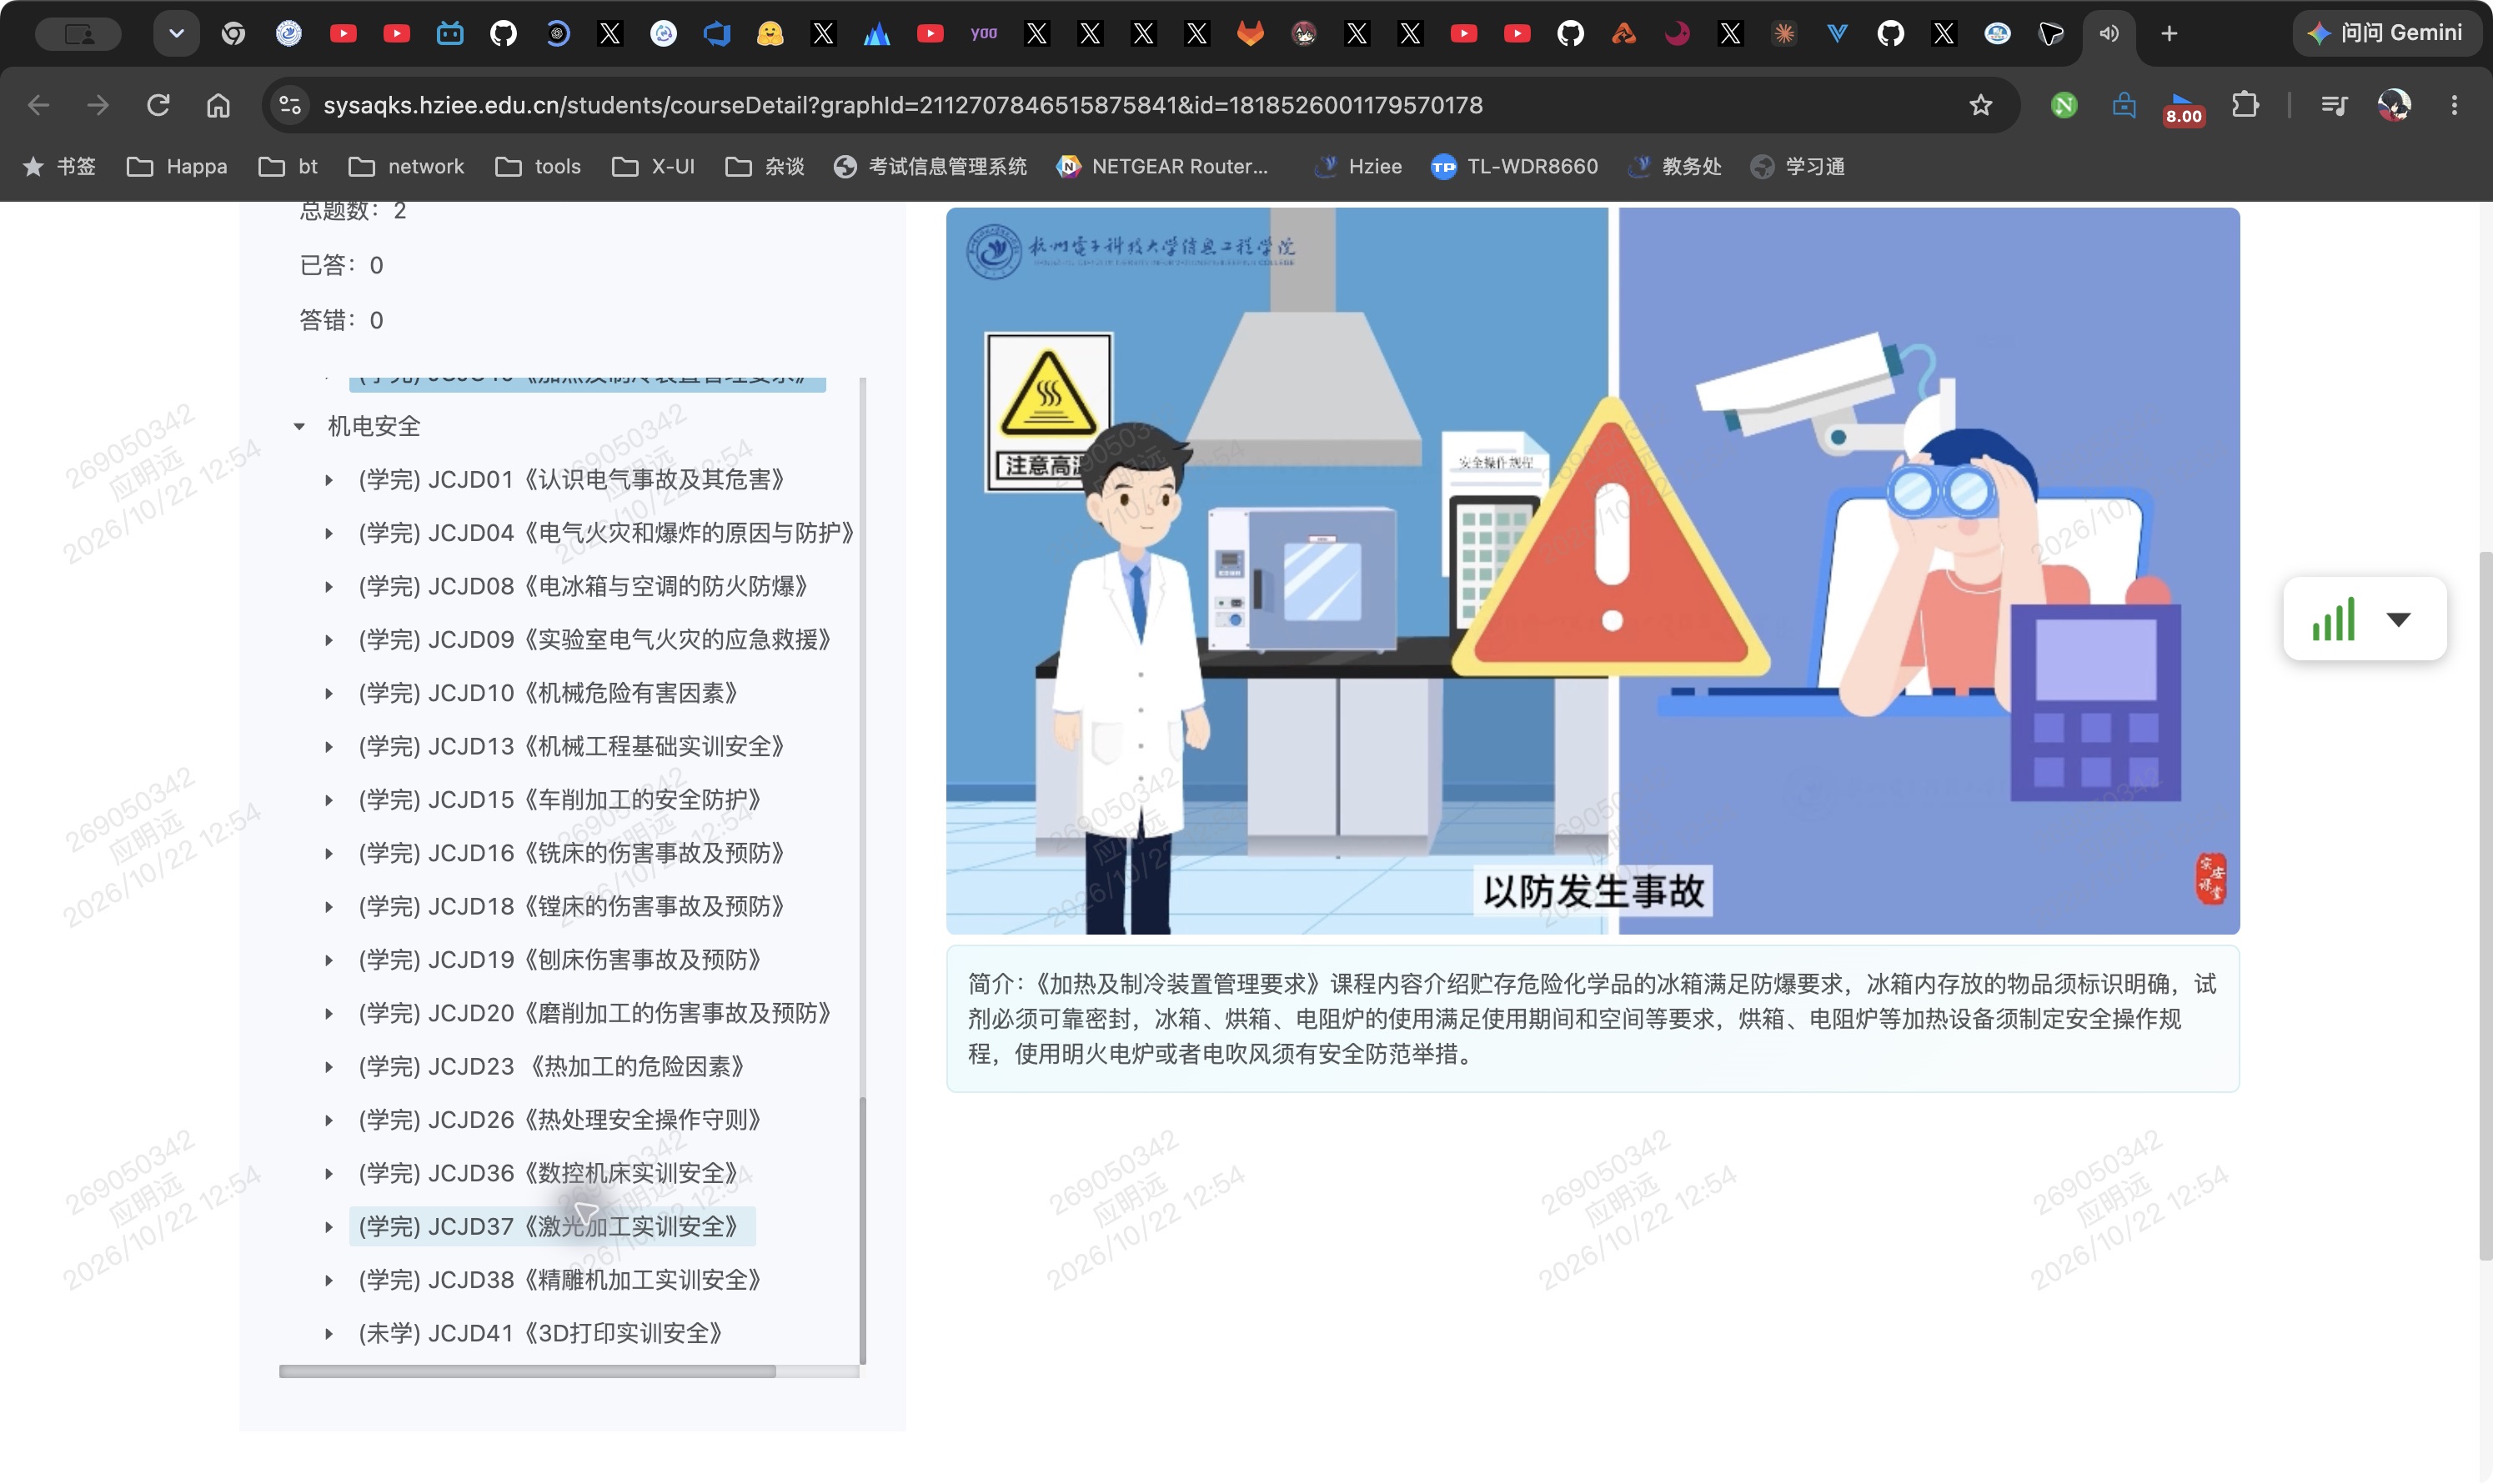 yoo
问问 Gemini
sysaqks.hziee.edu.cn/students/courseDetail?graphId=2112707846515875841&id=1818526001179570178
8.00
书签
Happa
bt
network
tools
X-UI
杂谈
考试信息管理系统
NETGEAR Router...
Hziee
TL-WDR8660
教务处
学习通
总题数：2
已答：0
答错：0
机电安全
(学完) JCJD01《认识电气事故及其危害》
(学完) JCJD04《电气火灾和爆炸的原因与防护》
(学完) JCJD08《电冰箱与空调的防火防爆》
(学完) JCJD09《实验室电气火灾的应急救援》
(学完) JCJD10《机械危险有害因素》
(学完) JCJD13《机械工程基础实训安全》
(学完) JCJD15《车削加工的安全防护》
(学完) JCJD16《铣床的伤害事故及预防》
(学完) JCJD18《镗床的伤害事故及预防》
(学完) JCJD19《刨床伤害事故及预防》
(学完) JCJD20《磨削加工的伤害事故及预防》
(学完) JCJD23 《热加工的危险因素》
(学完) JCJD26《热处理安全操作守则》
(学完) JCJD36《数控机床实训安全》
(学完) JCJD37《激光加工实训安全》
(学完) JCJD38《精雕机加工实训安全》
(未学) JCJD41《3D打印实训安全》
杭州电子科技大学信息工程学院
注意高温
安全操作规程
以防发生事故
安课堂
简介：《加热及制冷装置管理要求》课程内容介绍贮存危险化学品的冰箱满足防爆要求，冰箱内存放的物品须标识明确，试
剂必须可靠密封，冰箱、烘箱、电阻炉的使用满足使用期间和空间等要求，烘箱、电阻炉等加热设备须制定安全操作规
程，使用明火电炉或者电吹风须有安全防范举措。
269050342
应明远
2026/10/22 12:54